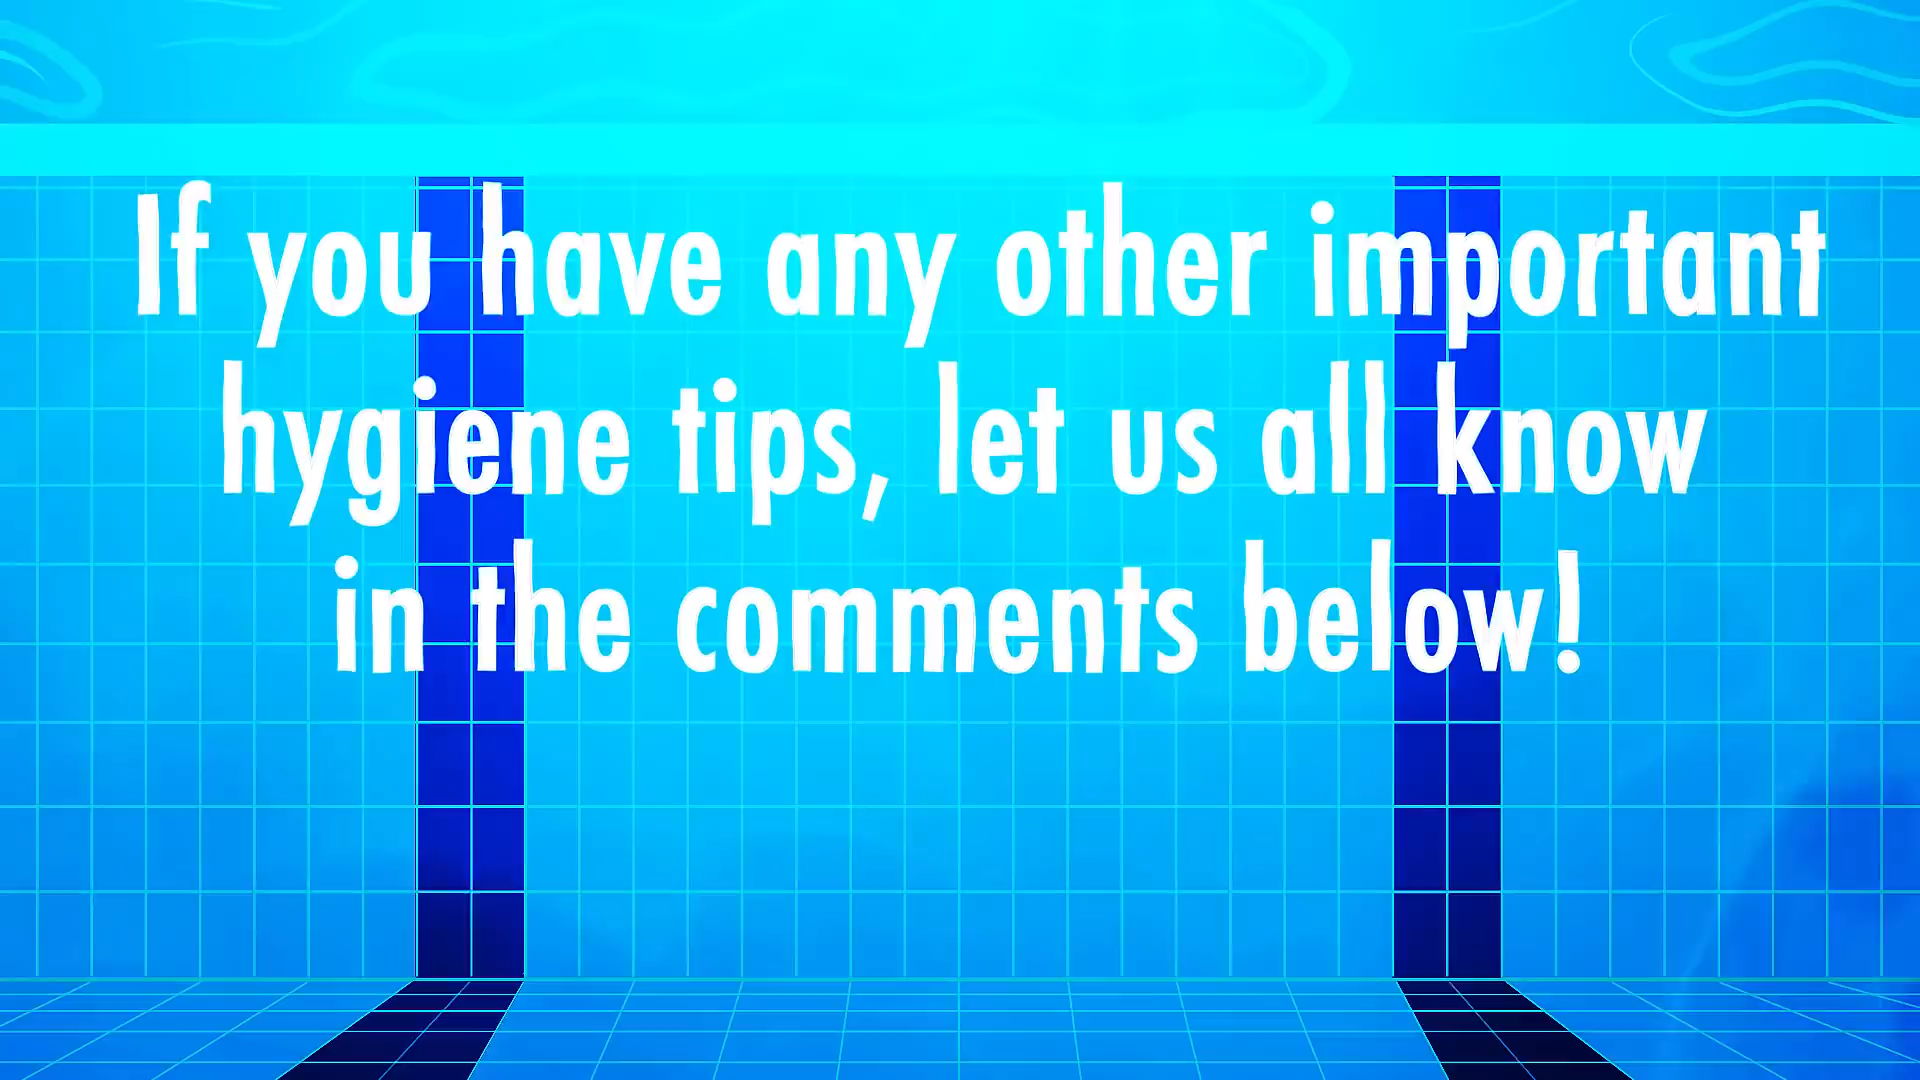 If you have any other important
hygiene tips, let us all know
in the comments below!